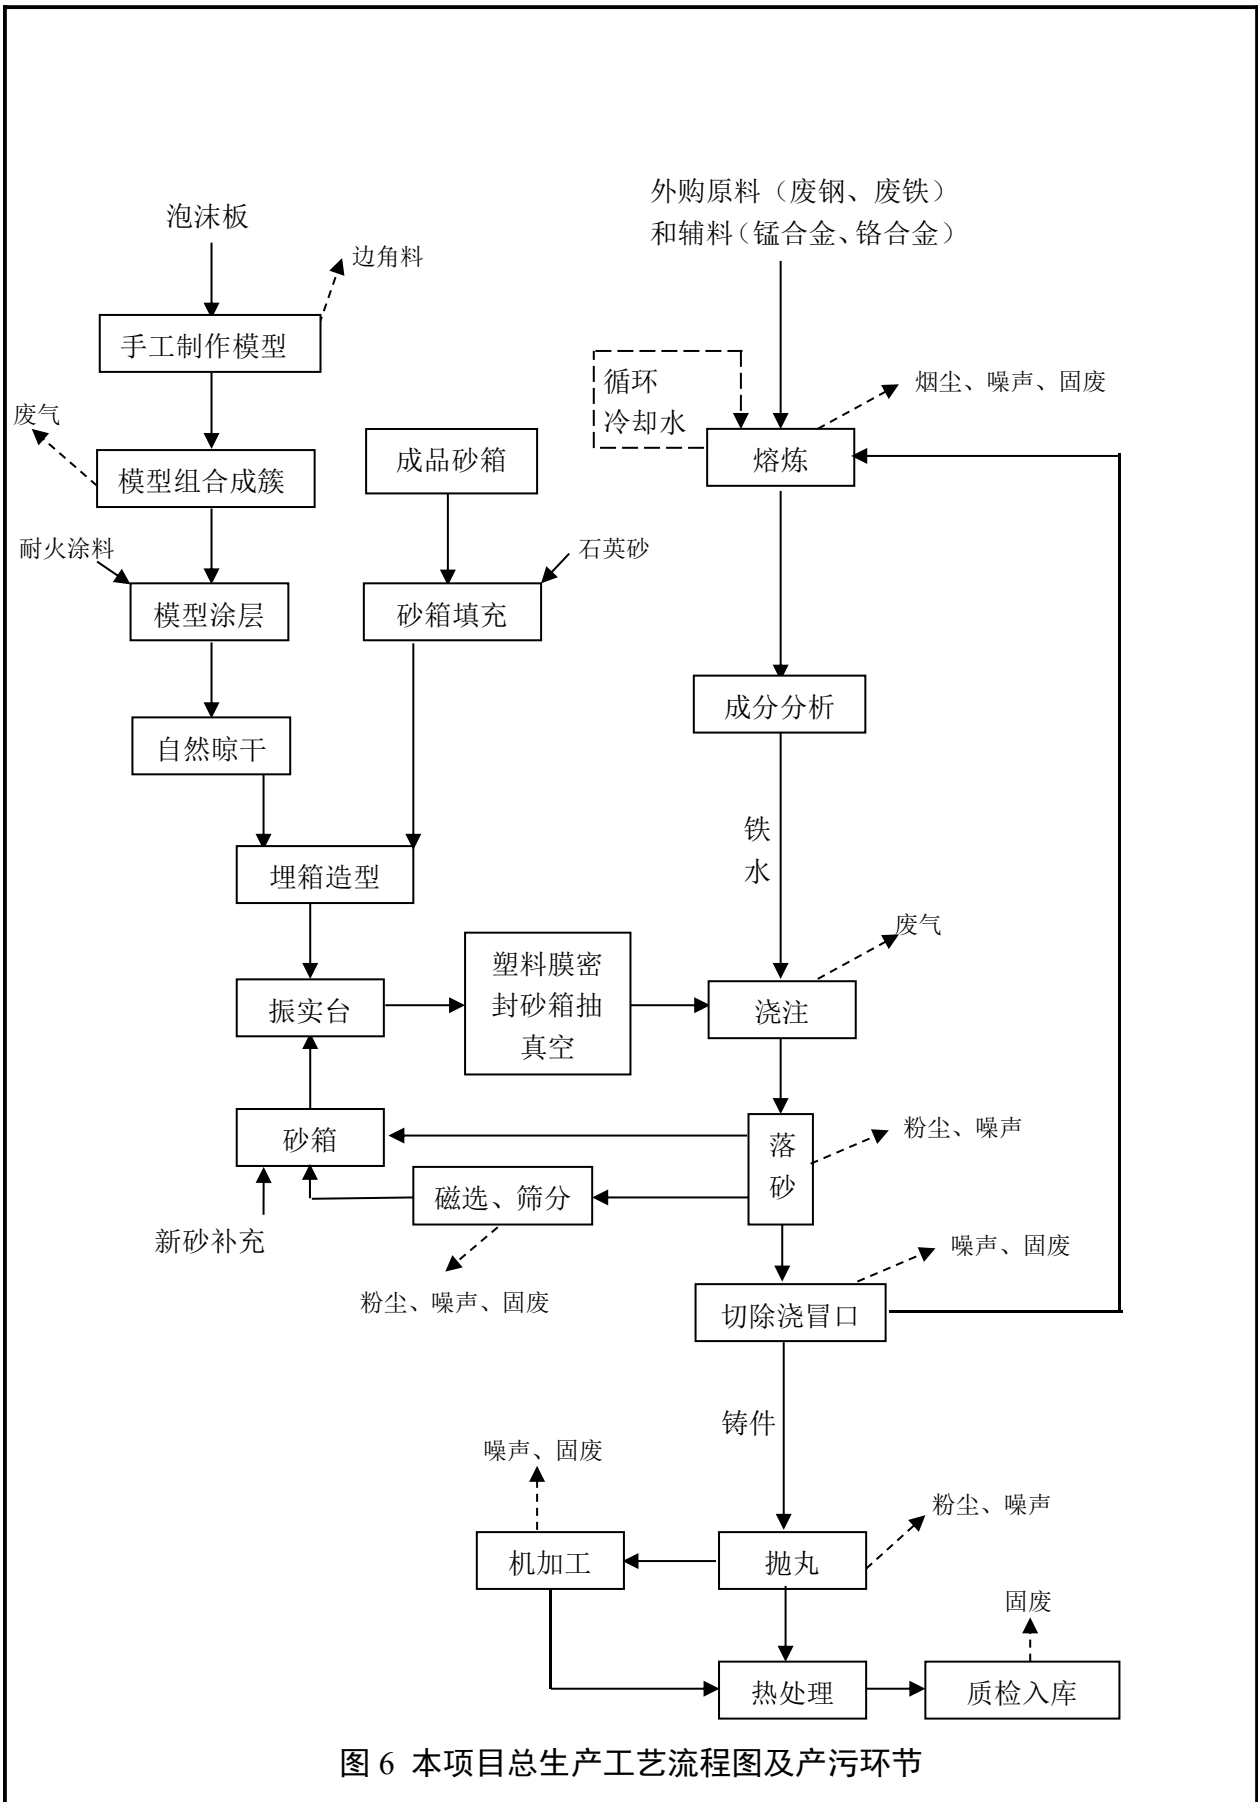 外购原料（废钢、废铁）
和辅料（锰合金、铬合金）
泡沫板
边角料
手工制作模型
循环
冷却水
烟尘、噪声、固废
废气
模型组合成簇
成品砂箱
熔炼
耐火涂料
石英砂
模型涂层
砂箱填充
成分分析
自然晾干
铁
水
埋箱造型
废气
塑料膜密
封砂箱抽
真空
振实台
浇注
砂箱
落
砂
粉尘、噪声
磁选、筛分
新砂补充
噪声、固废
粉尘、噪声、固废
切除浇冒口
铸件
噪声、固废
粉尘、噪声
机加工
抛丸
固废
热处理
质检入库
图 6 本项目总生产工艺流程图及产污环节